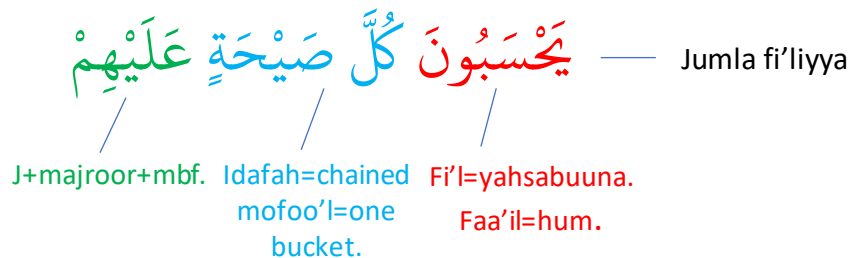 يَحْسَبُونَ كُلَّ صَيْحَةٍ عَلَيْهِمْ
Jumla fi’liyya
J+majroor+mbf.
Idafah=chained
mofoo’l=one
bucket.
Fi’l=yahsabuuna.
Faa’il=hum.